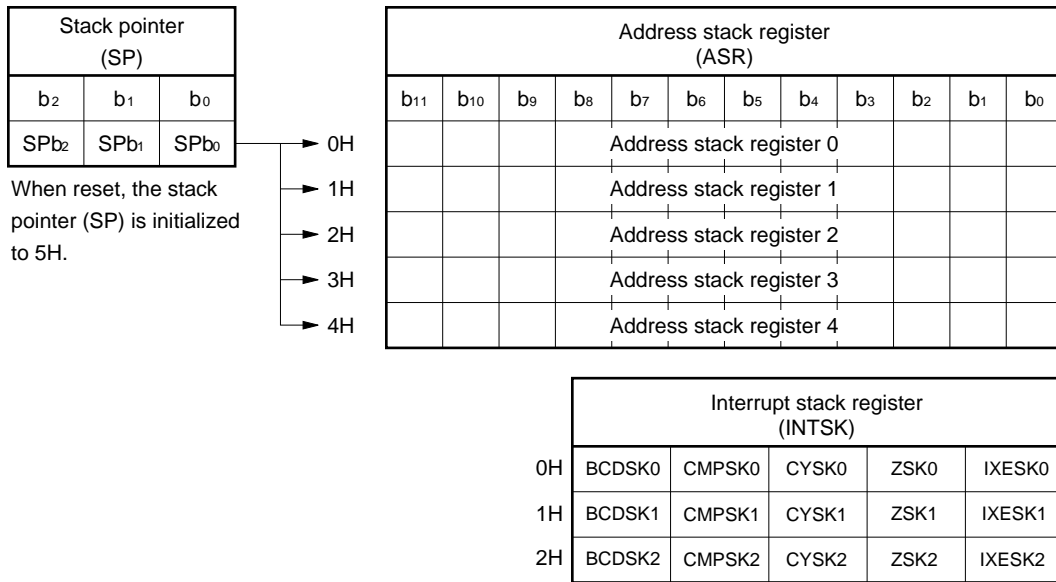 Stack pointer
(SP)
b2 b1 b0
SPb2 SPb1 SPb0
When reset, the stack
pointer (SP) is initialized
to 5H.
Address stack register
(ASR)
b11 b10 b9 b8 b7 b6 b5 b4 b3 b2 b1 b0
0H Address stack register 0
1H Address stack register 1
2H Address stack register 2
3H Address stack register 3
4H Address stack register 4
Interrupt stack register
(INTSK)
0H BCDSK0 CMPSK0 CYSK0 ZSK0 IXESK0
1H BCDSK1 CMPSK1 CYSK1 ZSK1 IXESK1
2H BCDSK2 CMPSK2 CYSK2 ZSK2 IXESK2